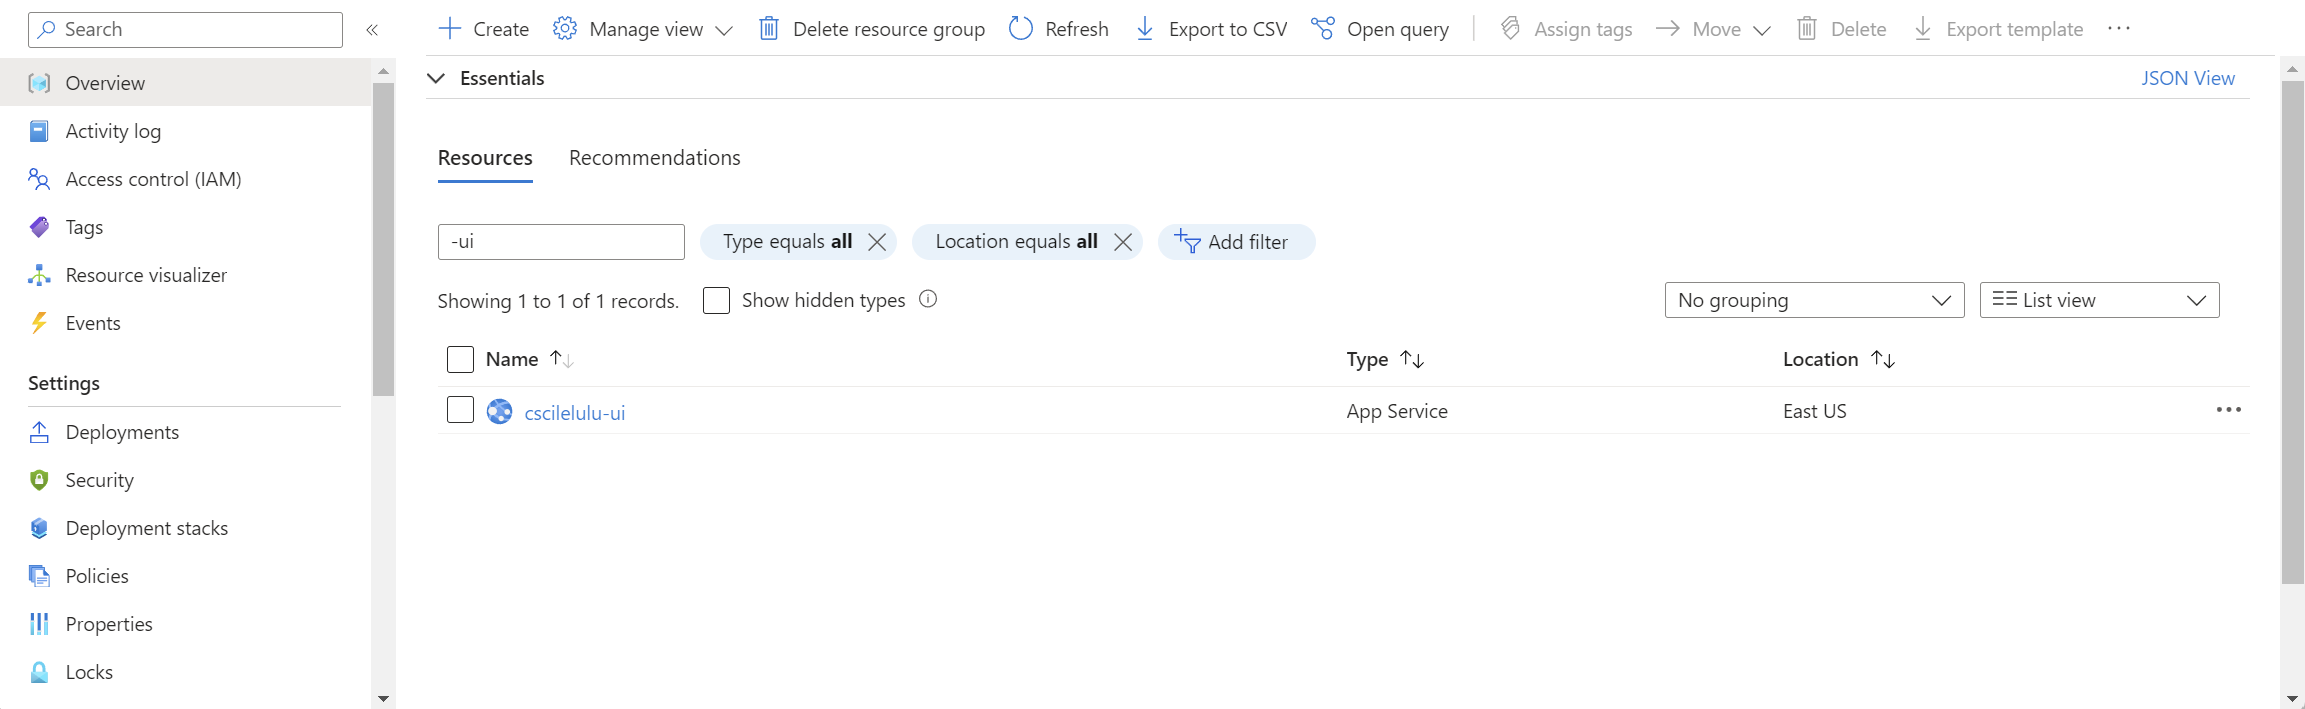 Search
Create Manage view Delete resource group Refresh Export to CSV Open query Assign tags Move Delete Export template
Overview
Activity log
Access control (IAM)
Tags
Resource visualizer
Events
Settings
Deployments
Security
Deployment stacks
Policies
Properties
Locks
Essentials JSON View
Resources Recommendations
-ui Type equals all Location equals all Add filter
Showing 1 to 1 of 1 records. Show hidden types No grouping List view
Name Type Location
cscilelulu-ui App Service East US